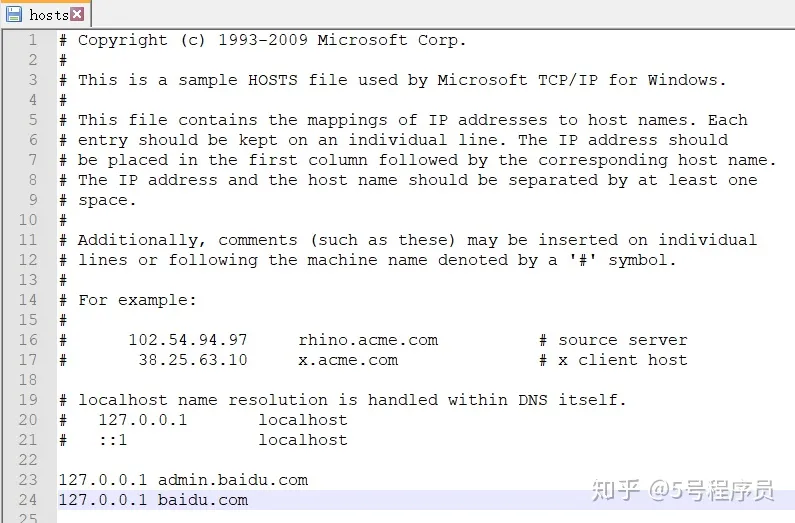 hosts
1 # Copyright (c) 1993-2009 Microsoft Corp.
2 #
3 # This is a sample HOSTS file used by Microsoft TCP/IP for Windows.
4 #
5 # This file contains the mappings of IP addresses to host names. Each
6 # entry should be kept on an individual line. The IP address should
7 # be placed in the first column followed by the corresponding host name.
8 # The IP address and the host name should be separated by at least one
9 # space.
10 #
11 # Additionally, comments (such as these) may be inserted on individual
12 # lines or following the machine name denoted by a '#' symbol.
13 #
14 # For example:
15 #
16 #      102.54.94.97     rhino.acme.com          # source server
17 #       38.25.63.10     x.acme.com              # x client host
18
19 # localhost name resolution is handled within DNS itself.
20 #   127.0.0.1       localhost
21 #   ::1             localhost
22
23 127.0.0.1 admin.baidu.com
24 127.0.0.1 baidu.com
25
知乎 @5号程序员